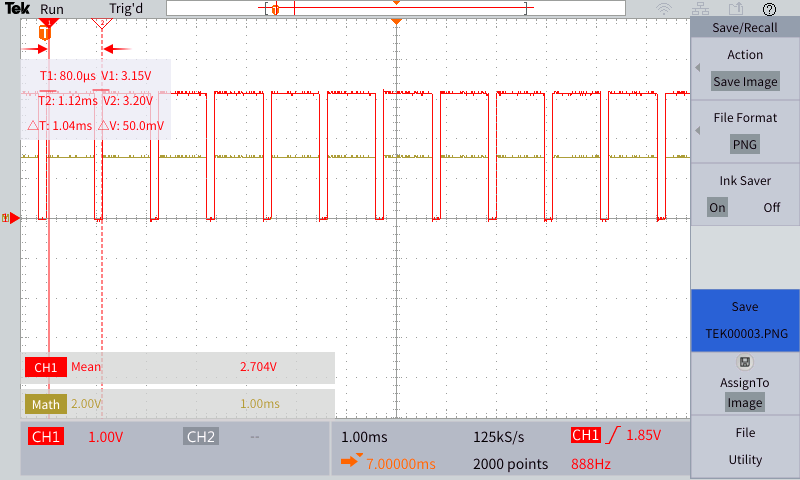 Tek Run Trig'd
T
?
Save/Recall
1 2
T
Action
Save Image
T1: 80.0µs V1: 3.15V
T2: 1.12ms V2: 3.20V
△T: 1.04ms △V: 50.0mV
File Format
PNG
Ink Saver
On Off
Save
TEK00003.PNG
CH1 Mean 2.704V
AssignTo
Image
Math 2.00V 1.00ms
CH1 1.00V CH2 -- 1.00ms 125kS/s CH1 1.85V
7.00000ms 2000 points 888Hz
File
Utility